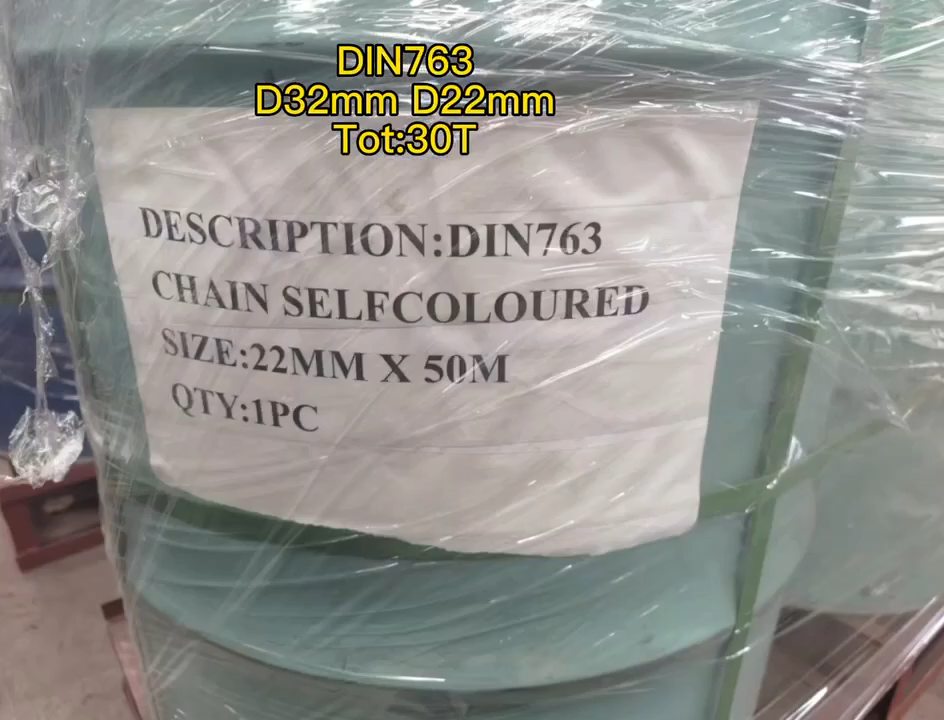 DIN763
D32mm D22mm
Tot:30T
DESCRIPTION:DIN763
CHAIN SELFCOLOURED
SIZE:22MM X 50M
QTY:1PC